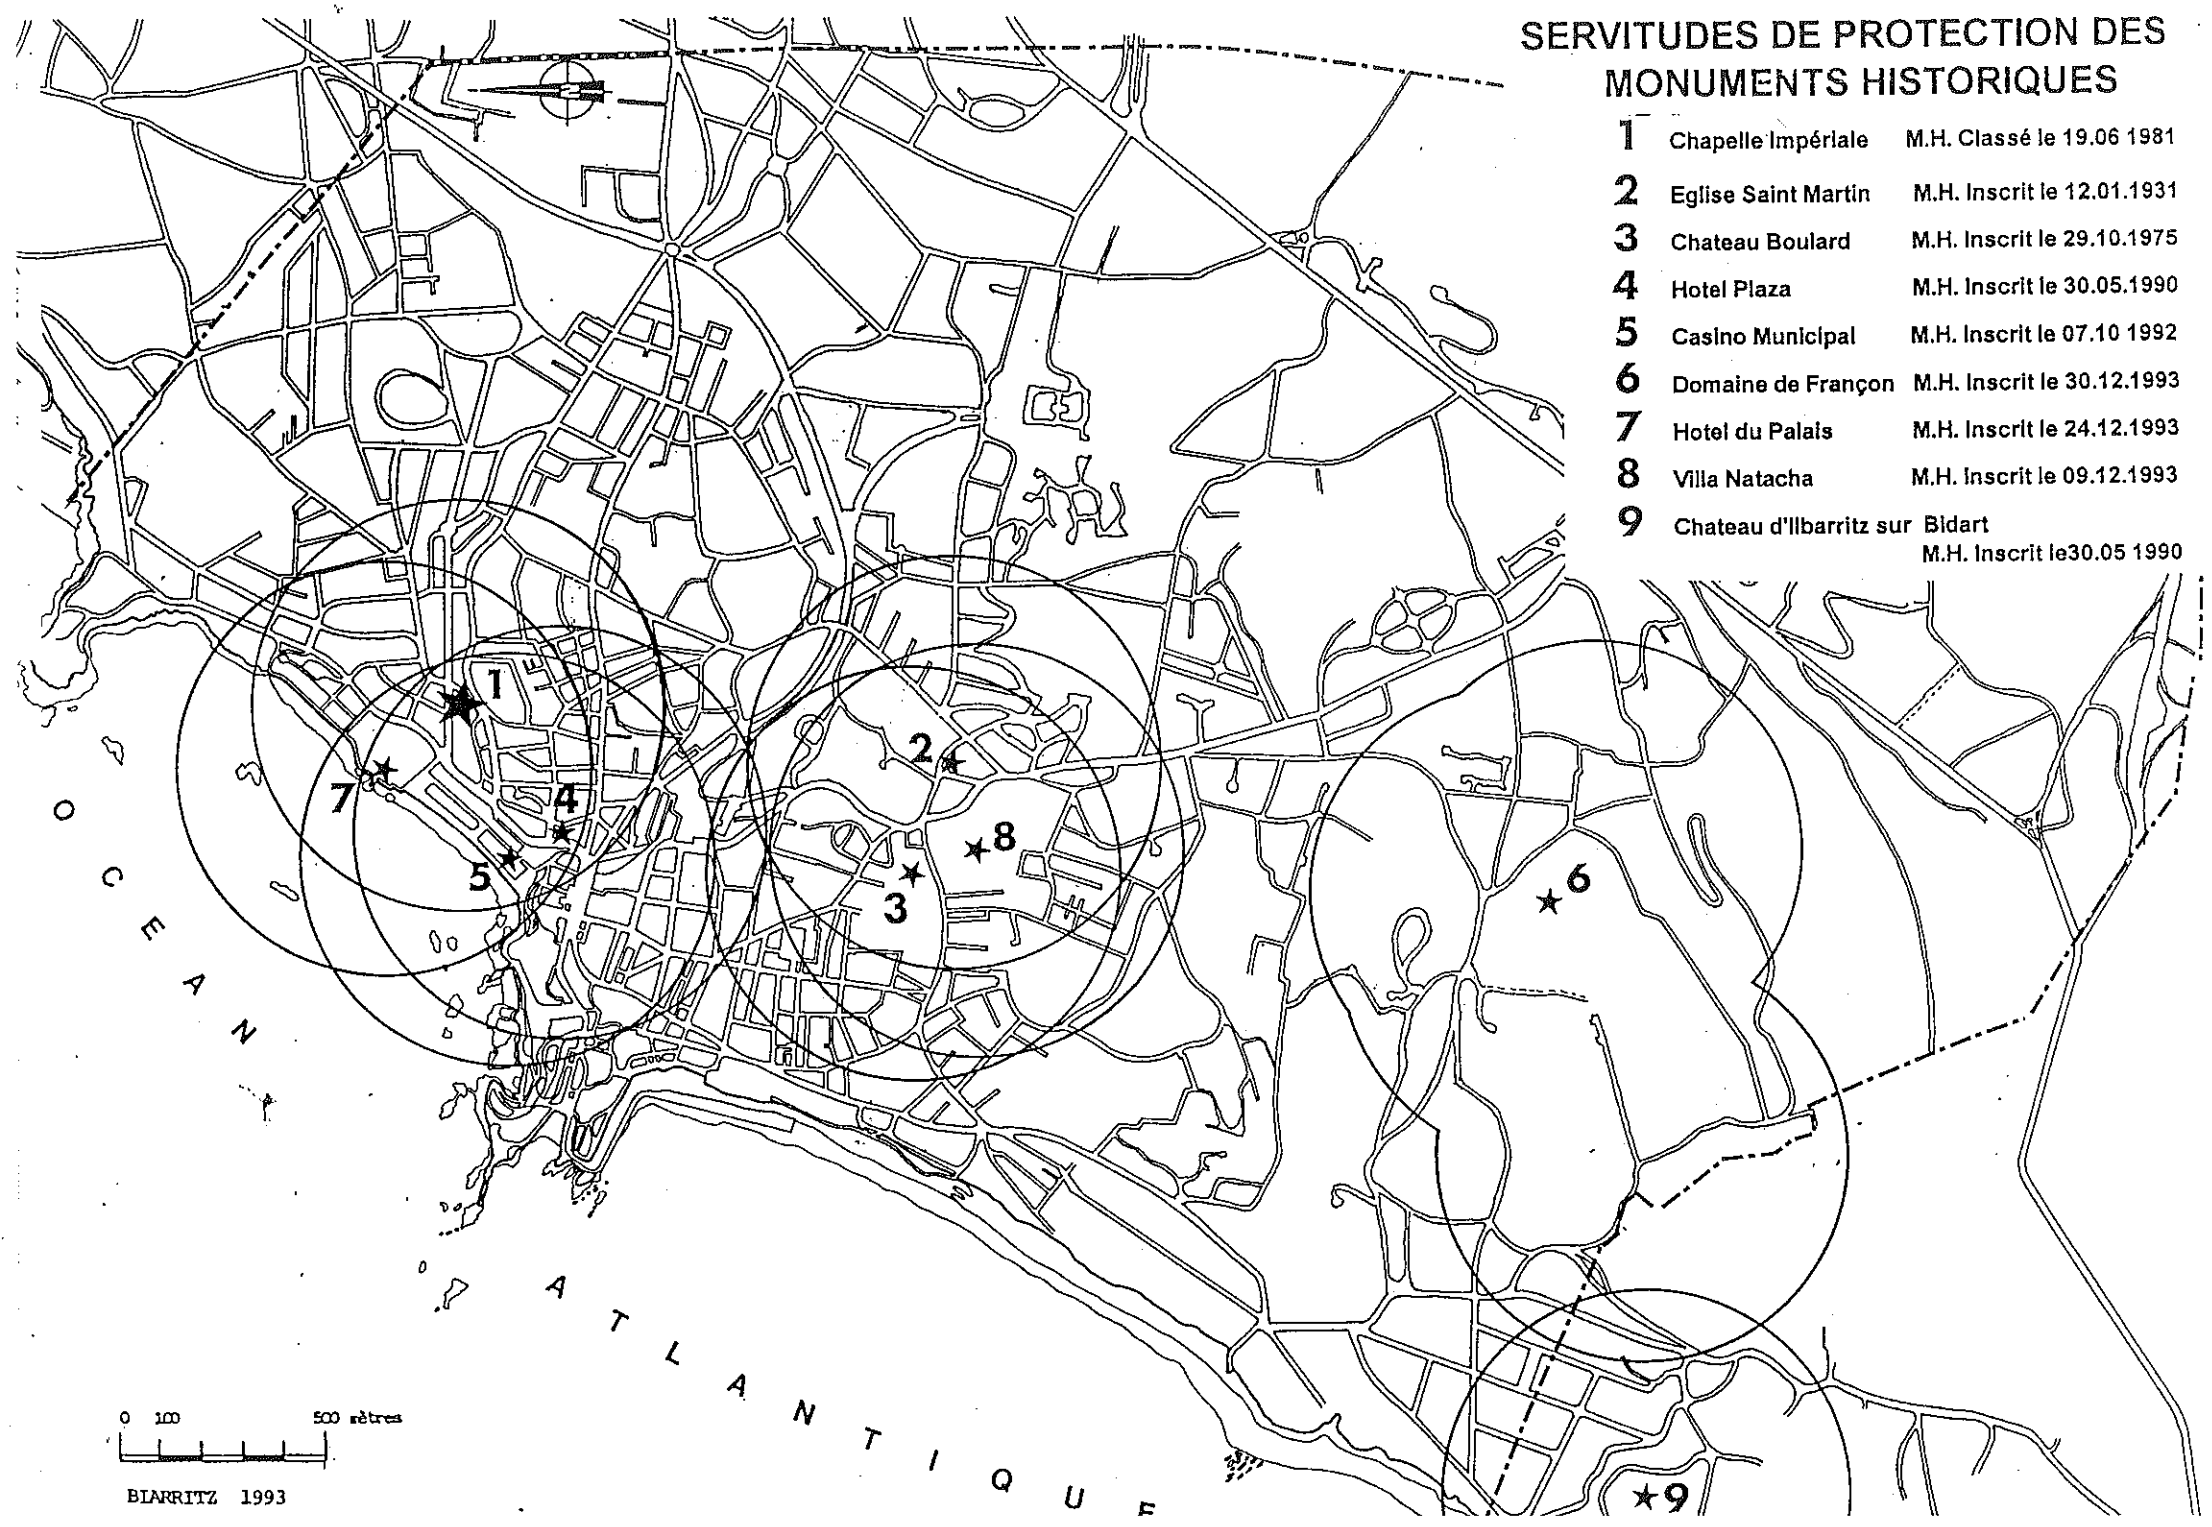 SERVITUDES DE PROTECTION DES
MONUMENTS HISTORIQUES
1 Chapelle Impériale M.H. Classé le 19.06 1981
2 Eglise Saint Martin M.H. Inscrit le 12.01.1931
3 Chateau Boulard M.H. Inscrit le 29.10.1975
4 Hotel Plaza M.H. Inscrit le 30.05.1990
5 Casino Municipal M.H. Inscrit le 07.10 1992
6 Domaine de Françon M.H. Inscrit le 30.12.1993
7 Hotel du Palais M.H. Inscrit le 24.12.1993
8 Villa Natacha M.H. Inscrit le 09.12.1993
9 Chateau d'Ilbarritz sur Bidart
M.H. Inscrit le30.05 1990
1
2
7
4
8
5
3
6
OCEAN
ATLANTIQUE
0 100 500 mètres
BIARRITZ 1993
9